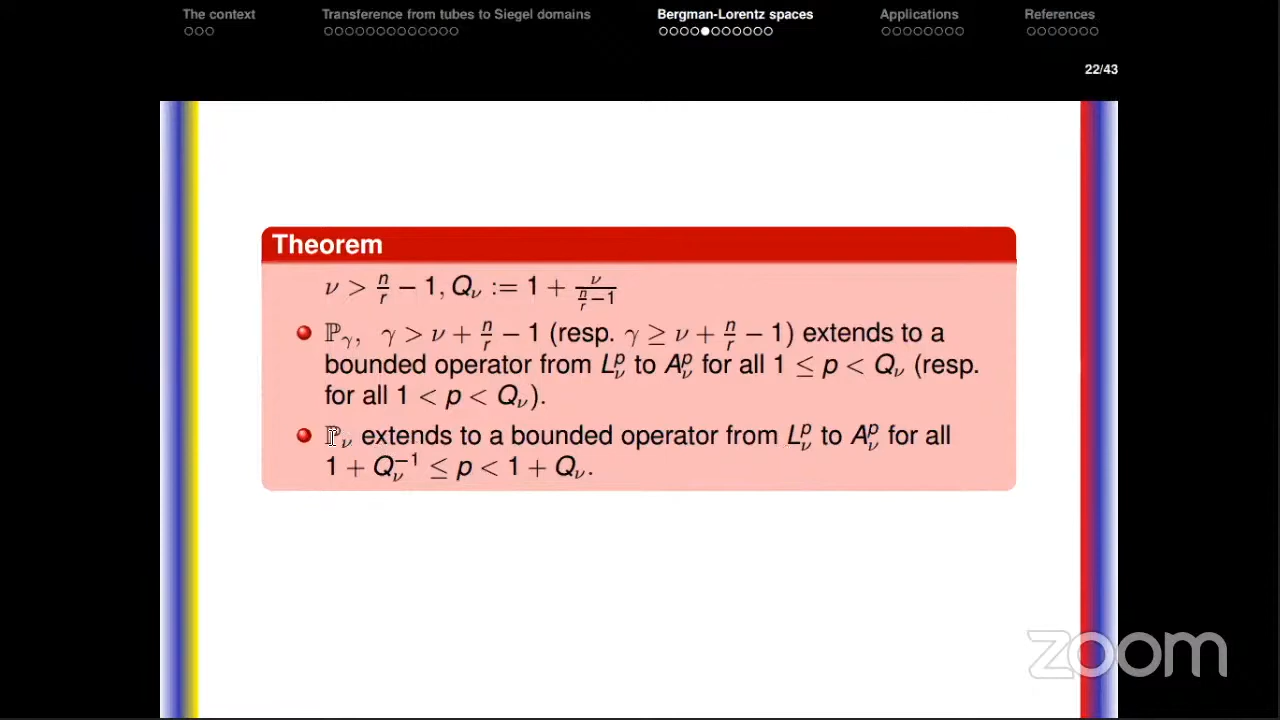 The context Transference from tubes to Siegel domains Bergman-Lorentz spaces Applications References
22/43
Theorem
ν > n/r − 1, Q_ν := 1 + ν/(n/r − 1)
ℙ_γ, γ > ν + n/r − 1 (resp. γ ≥ ν + n/r − 1) extends to a
bounded operator from L^p_ν to A^p_ν for all 1 ≤ p < Q_ν (resp.
for all 1 < p < Q_ν).
ℙ_ν extends to a bounded operator from L^p_ν to A^p_ν for all
1 + Q_ν^−1 ≤ p < 1 + Q_ν.
zoom